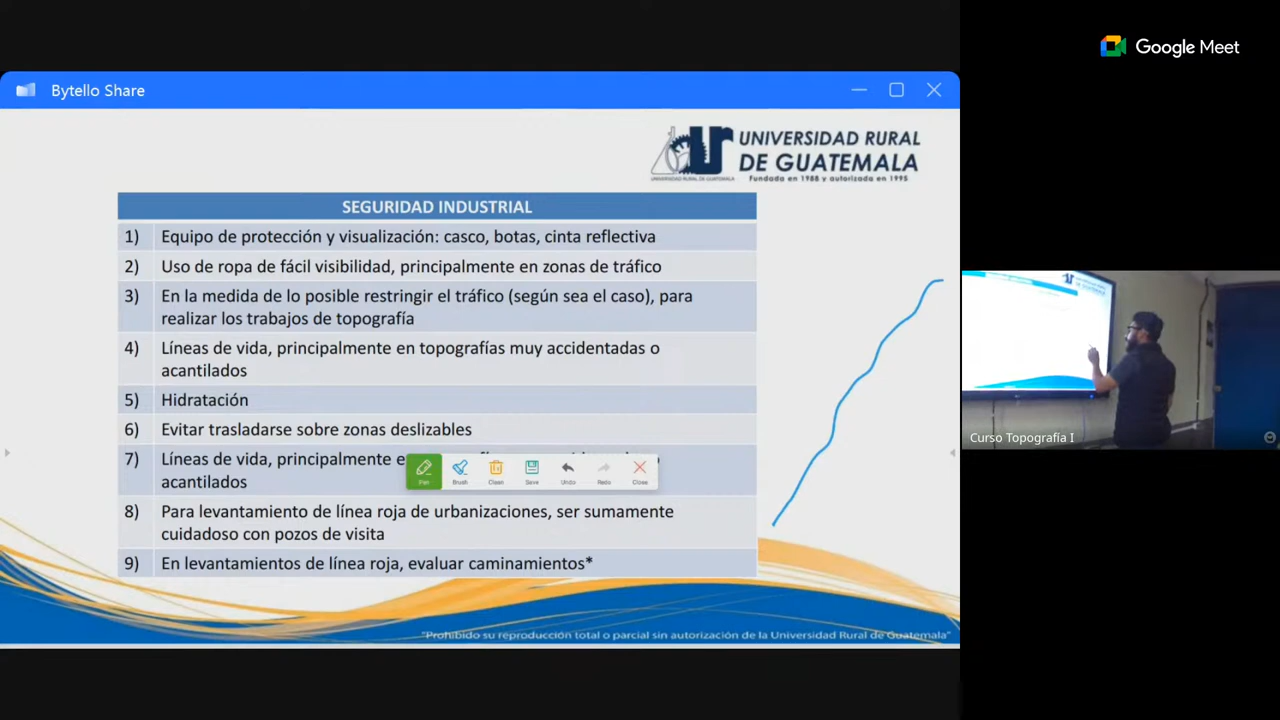 Google Meet
Bytello Share
UNIVERSIDAD RURAL
DE GUATEMALA
Fundada en 1988 y autorizada en 1995
UNIVERSIDAD RURAL DE GUATEMALA
SEGURIDAD INDUSTRIAL
1) Equipo de protección y visualización: casco, botas, cinta reflectiva
2) Uso de ropa de fácil visibilidad, principalmente en zonas de tráfico
3) En la medida de lo posible restringir el tráfico (según sea el caso), para
realizar los trabajos de topografía
4) Líneas de vida, principalmente en topografías muy accidentadas o
acantilados
5) Hidratación
6) Evitar trasladarse sobre zonas deslizables
7) Líneas de vida, principalmente
acantilados
Pen Brush Clean Save Undo Redo Close
8) Para levantamiento de línea roja de urbanizaciones, ser sumamente
cuidadoso con pozos de visita
9) En levantamientos de línea roja, evaluar caminamientos*
"Prohibido su reproducción total o parcial sin autorización de la Universidad Rural de Guatemala"
Curso Topografía I